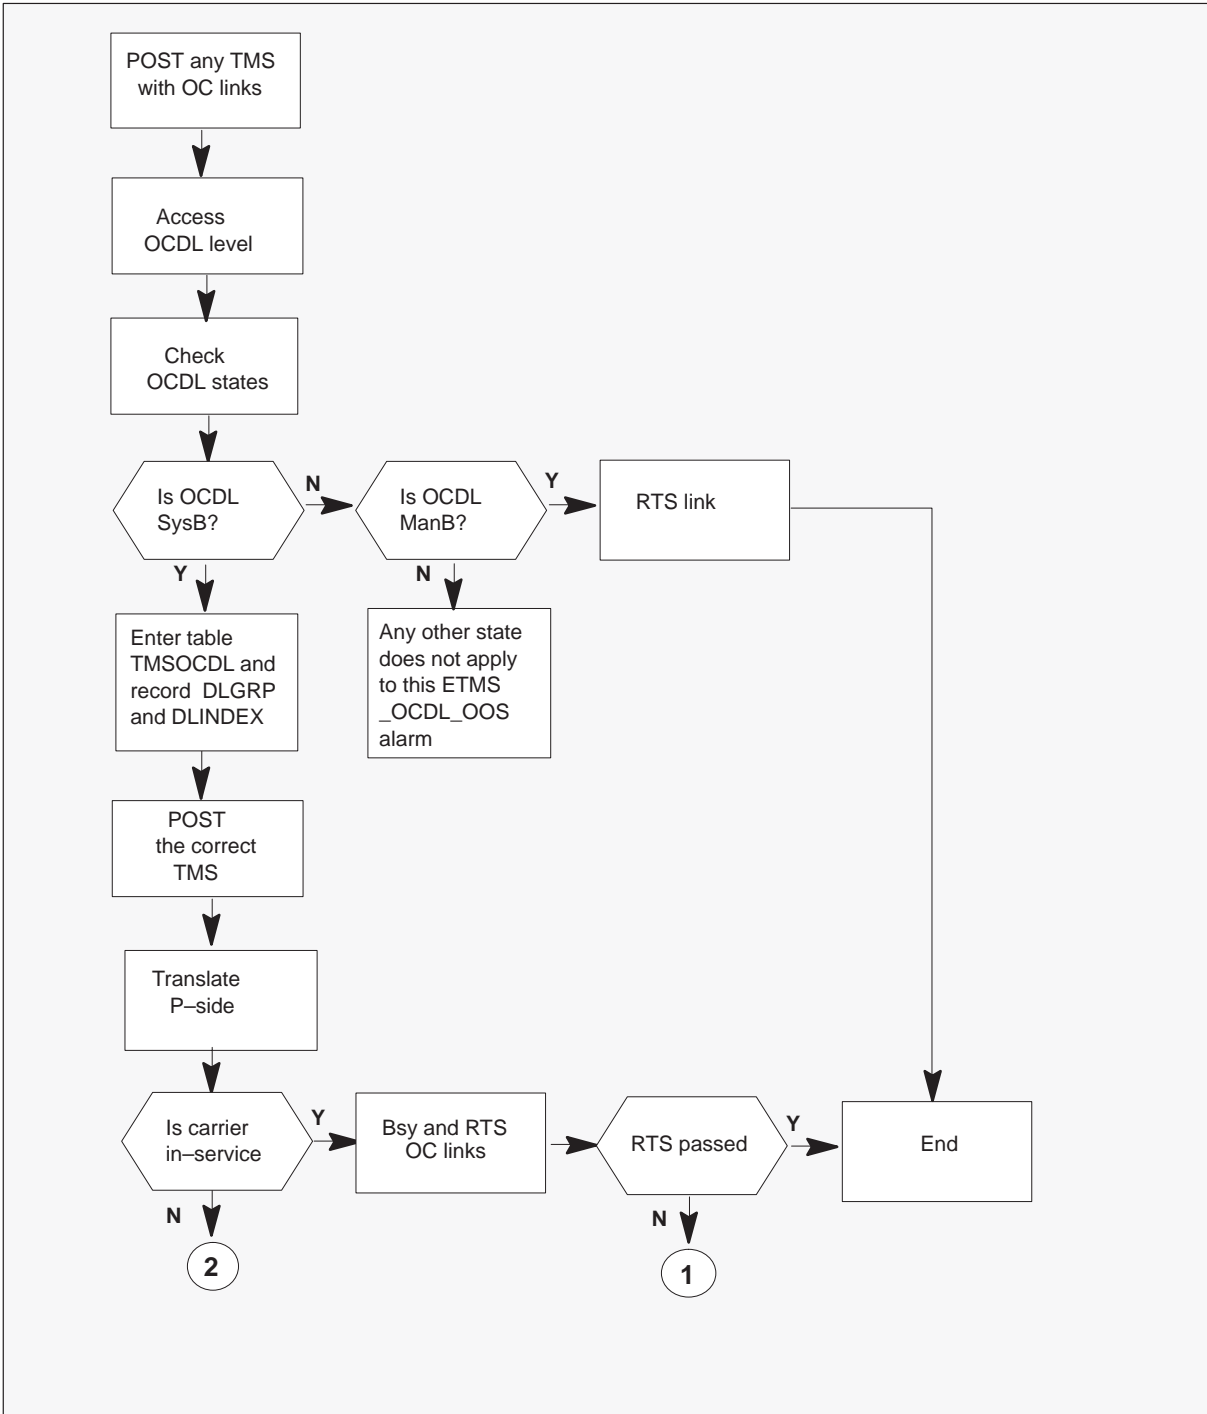 POST any TMS
with OC links
Access
OCDL level
Check
OCDL states
Is OCDL
SysB?
N
Is OCDL
ManB?
Y
RTS link
Y
N
Enter table
TMSOCDL and
record DLGRP
and DLINDEX
Any other state
does not apply
to this ETMS
_OCDL_OOS
alarm
POST
the correct
TMS
Translate
P–side
Is carrier
in–service
Y
Bsy and RTS
OC links
RTS passed
Y
End
N
2
N
1